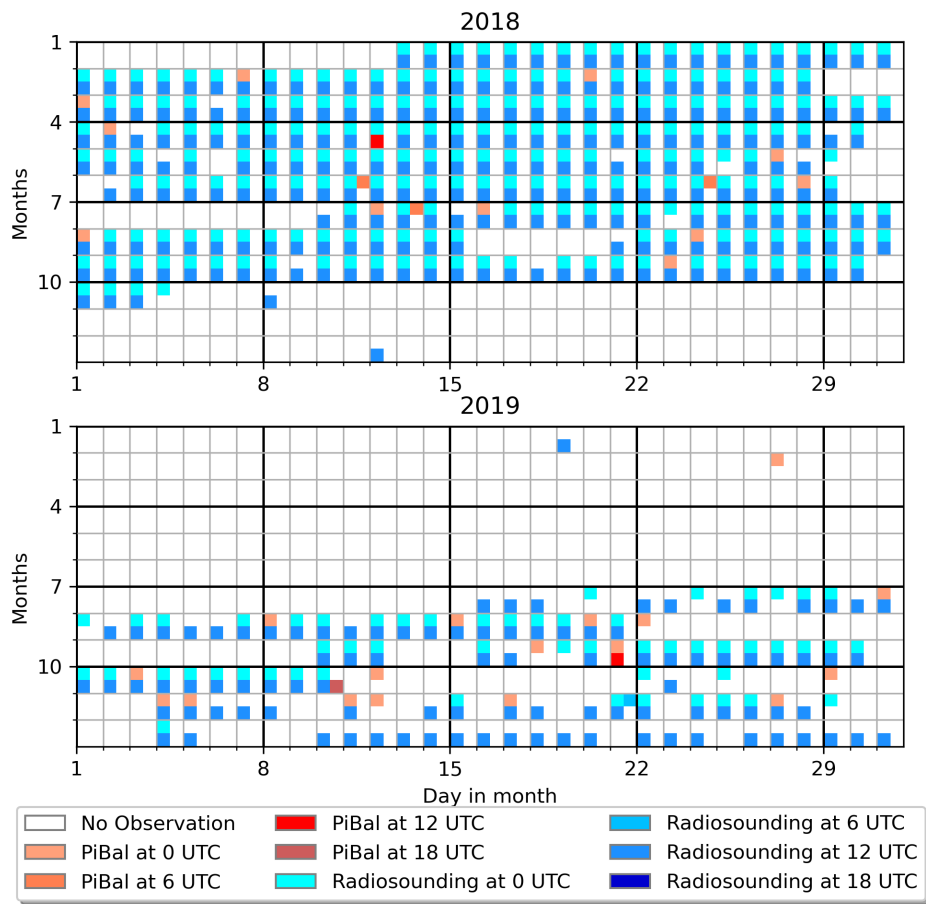 2018
1
4
7
10
Months
1 8 15 22 29
2019
1
4
7
10
Months
1 8 15 22 29
Day in month
No Observation PiBal at 12 UTC Radiosounding at 6 UTC
PiBal at 0 UTC PiBal at 18 UTC Radiosounding at 12 UTC
PiBal at 6 UTC Radiosounding at 0 UTC Radiosounding at 18 UTC